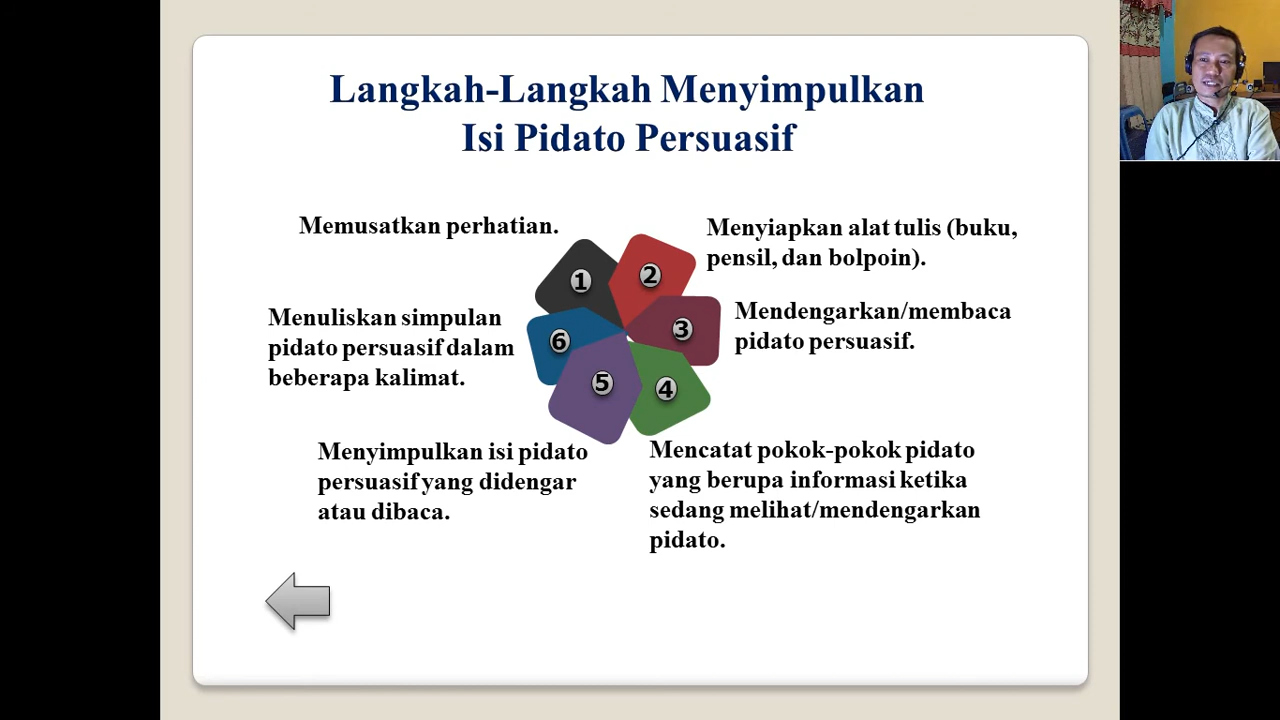 Langkah-Langkah Menyimpulkan
Isi Pidato Persuasif
Memusatkan perhatian.
1
Menyiapkan alat tulis (buku,
pensil, dan bolpoin).
2
Mendengarkan/membaca
pidato persuasif.
3
Mencatat pokok-pokok pidato
yang berupa informasi ketika
sedang melihat/mendengarkan
pidato.
4
Menyimpulkan isi pidato
persuasif yang didengar
atau dibaca.
5
Menuliskan simpulan
pidato persuasif dalam
beberapa kalimat.
6